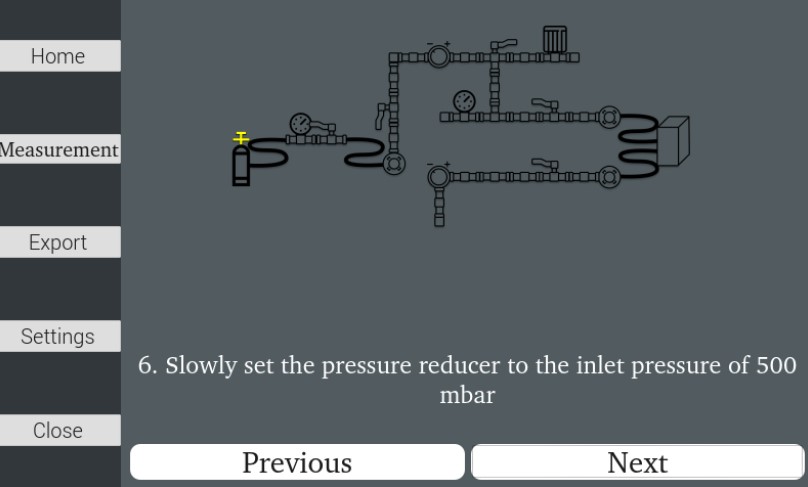 Home
Measurement
Export
Settings
Close
- +
- +
- +
6. Slowly set the pressure reducer to the inlet pressure of 500
mbar
Previous
Next